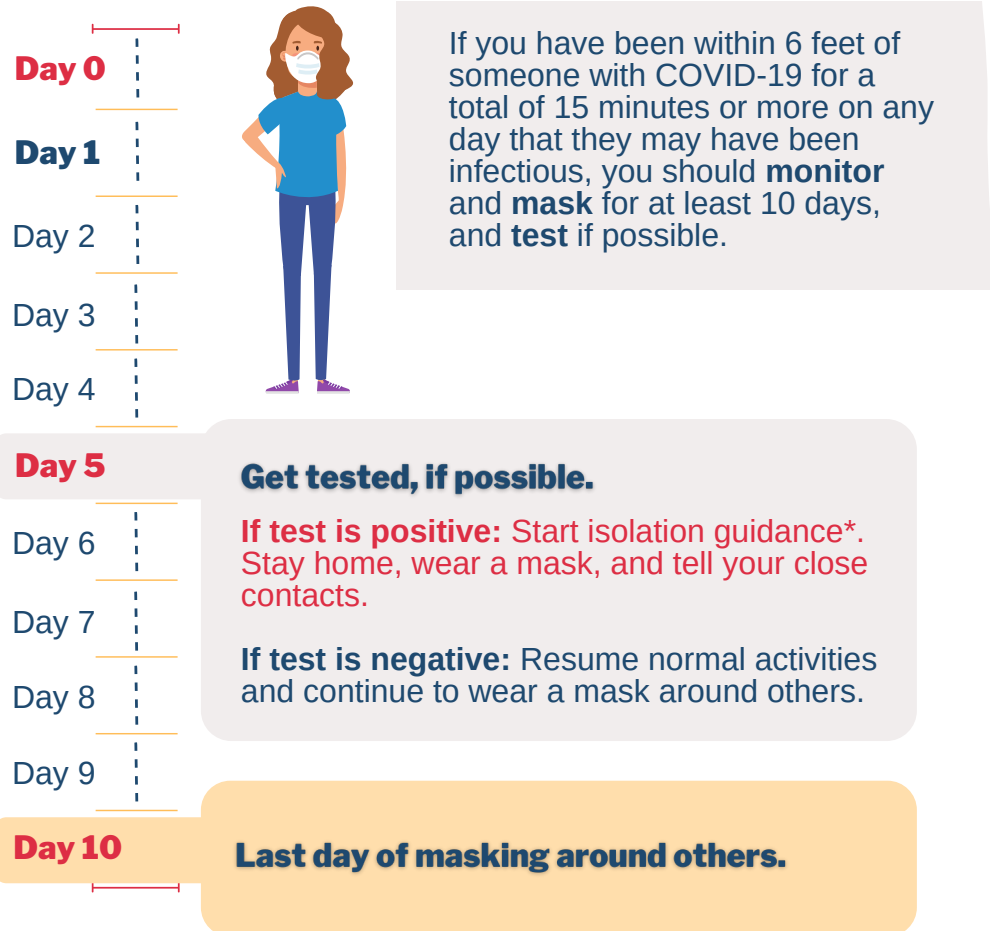 Day 0
If you have been within 6 feet of
someone with COVID-19 for a
total of 15 minutes or more on any
day that they may have been
infectious, you should monitor
and mask for at least 10 days,
and test if possible.
Day 1
Day 2
Day 3
Day 4
Day 5
Get tested, if possible.
If test is positive: Start isolation guidance*.
Stay home, wear a mask, and tell your close
contacts.
If test is negative: Resume normal activities
and continue to wear a mask around others.
Day 6
Day 7
Day 8
Day 9
Day 10
Last day of masking around others.